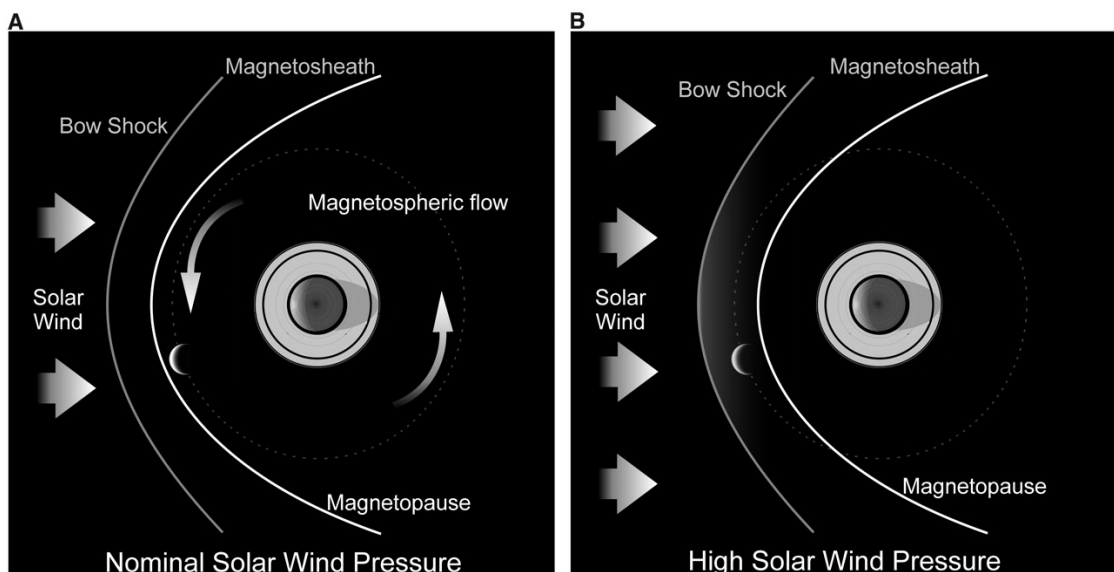 A
Magnetosheath
Bow Shock
Magnetospheric flow
Solar
Wind
Magnetopause
Nominal Solar Wind Pressure
B
Magnetosheath
Bow Shock
Solar
Wind
Magnetopause
High Solar Wind Pressure